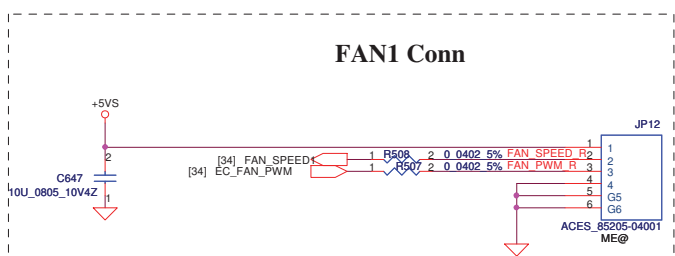 FAN1 Conn
+5VS
JP12
1 1
[34] FAN_SPEED1 1 R508 2 0_0402_5% FAN_SPEED_R 2 2
[34] EC_FAN_PWM 1 R507 2 0_0402_5% FAN_PWM_R 3 3
4 4
5 G5
6 G6
2
C647
10U_0805_10V4Z
1
ACES_85205-04001
ME@